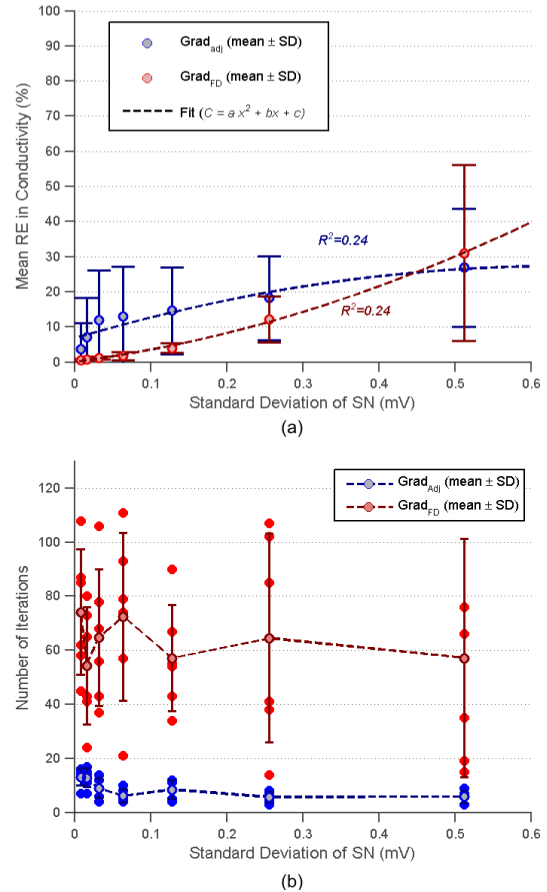 100
90
80
70
60
50
40
30
20
10
0
Mean RE in Conductivity (%)
Grad_adj (mean ± SD)
Grad_FD (mean ± SD)
Fit (C = a x² + bx + c)
R²=0.24
R²=0.24
0 0.1 0.2 0.3 0.4 0.5 0.6
Standard Deviation of SN (mV)
(a)
120
100
80
60
40
20
0
Number of Iterations
Grad_Adj (mean ± SD)
Grad_FD (mean ± SD)
0 0.1 0.2 0.3 0.4 0.5 0.6
Standard Deviation of SN (mV)
(b)